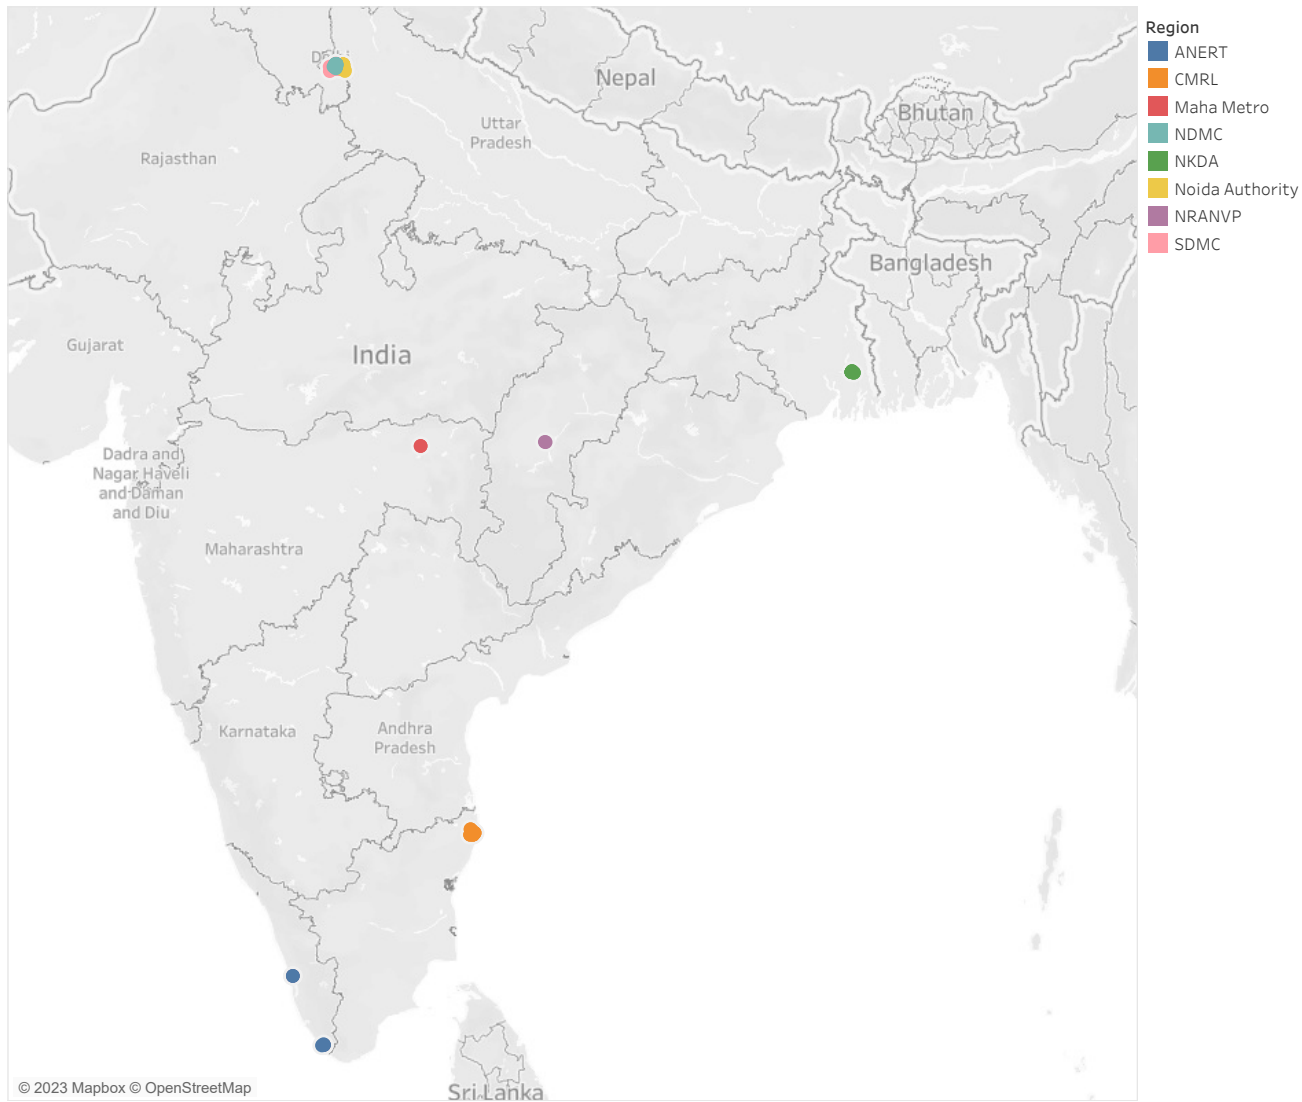 Region
ANERT
CMRL
Maha Metro
NDMC
NKDA
Noida Authority
NRANVP
SDMC
Nepal
Bhutan
Uttar
Pradesh
Rajasthan
Bangladesh
Gujarat
India
Dadra and
Nagar Haveli
and Daman
and Diu
Maharashtra
Karnataka
Andhra
Pradesh
Sri Lanka
© 2023 Mapbox © OpenStreetMap